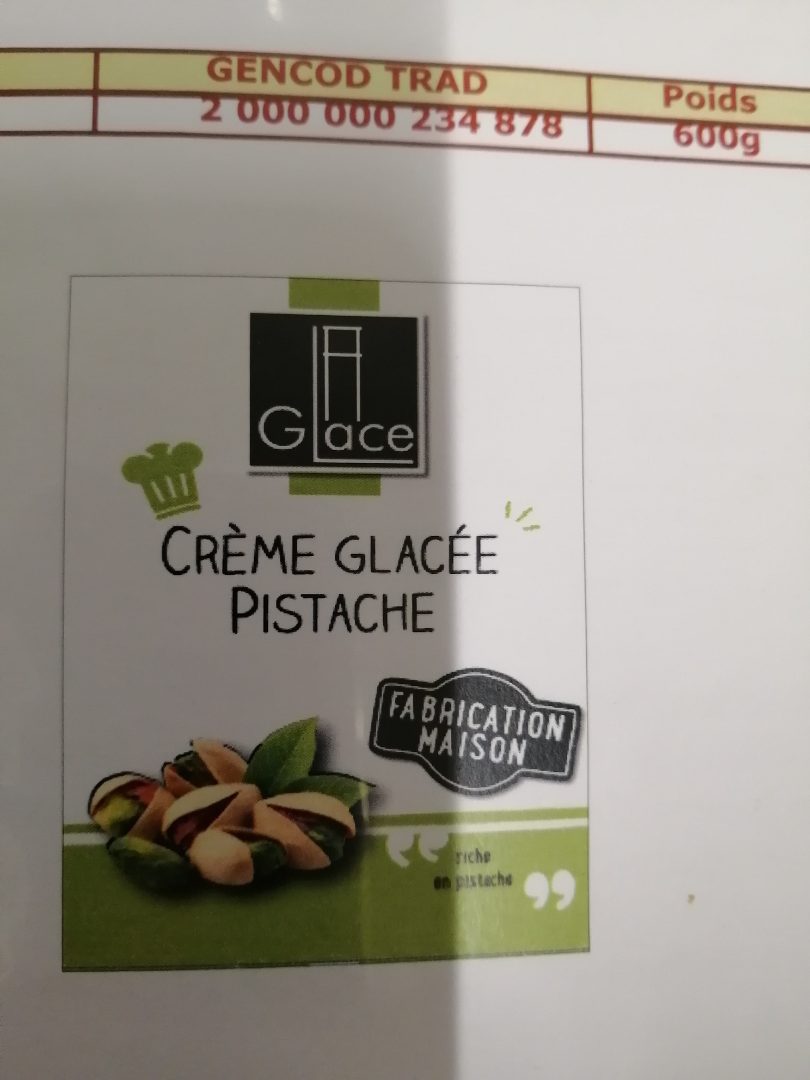 GENCOD TRAD
Poids
2 000 000 234 878
600g
LA
Glace
CRÈME GLACÉE
PISTACHE
FABRICATION
MAISON
“ riche
en pistache ”